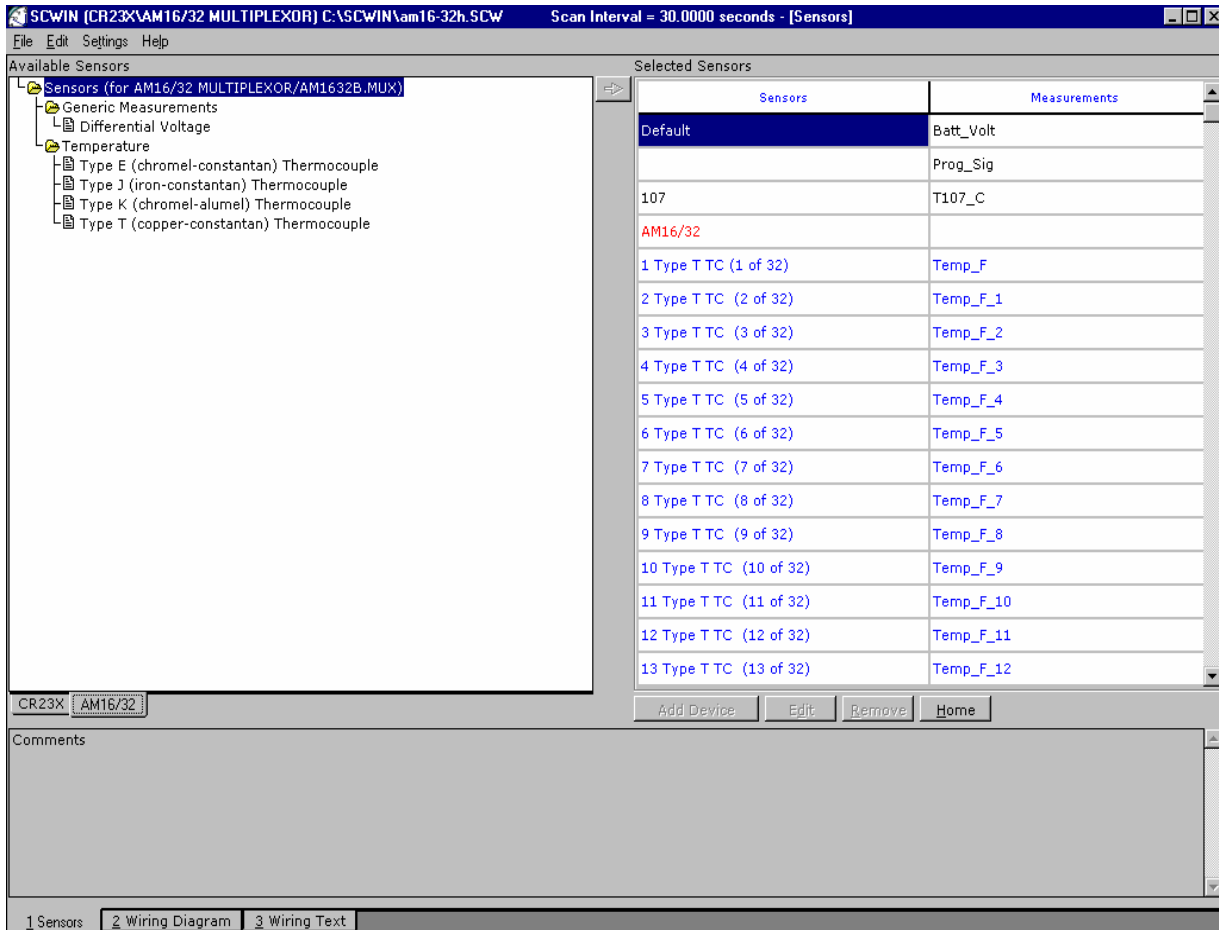 SCWIN (CR23X\AM16/32 MULTIPLEXOR) C:\SCWIN\am16-32h.SCW Scan Interval = 30.0000 seconds - [Sensors]
File Edit Settings Help
Available Sensors
Sensors (for AM16/32 MULTIPLEXOR/AM1632B.MUX)
Generic Measurements
Differential Voltage
Temperature
Type E (chromel-constantan) Thermocouple
Type J (iron-constantan) Thermocouple
Type K (chromel-alumel) Thermocouple
Type T (copper-constantan) Thermocouple
CR23X AM16/32
Selected Sensors
Sensors Measurements
Default Batt_Volt
Prog_Sig
107 T107_C
AM16/32
1 Type T TC (1 of 32) Temp_F
2 Type T TC (2 of 32) Temp_F_1
3 Type T TC (3 of 32) Temp_F_2
4 Type T TC (4 of 32) Temp_F_3
5 Type T TC (5 of 32) Temp_F_4
6 Type T TC (6 of 32) Temp_F_5
7 Type T TC (7 of 32) Temp_F_6
8 Type T TC (8 of 32) Temp_F_7
9 Type T TC (9 of 32) Temp_F_8
10 Type T TC (10 of 32) Temp_F_9
11 Type T TC (11 of 32) Temp_F_10
12 Type T TC (12 of 32) Temp_F_11
13 Type T TC (13 of 32) Temp_F_12
Add Device Edit Remove Home
Comments
1 Sensors 2 Wiring Diagram 3 Wiring Text